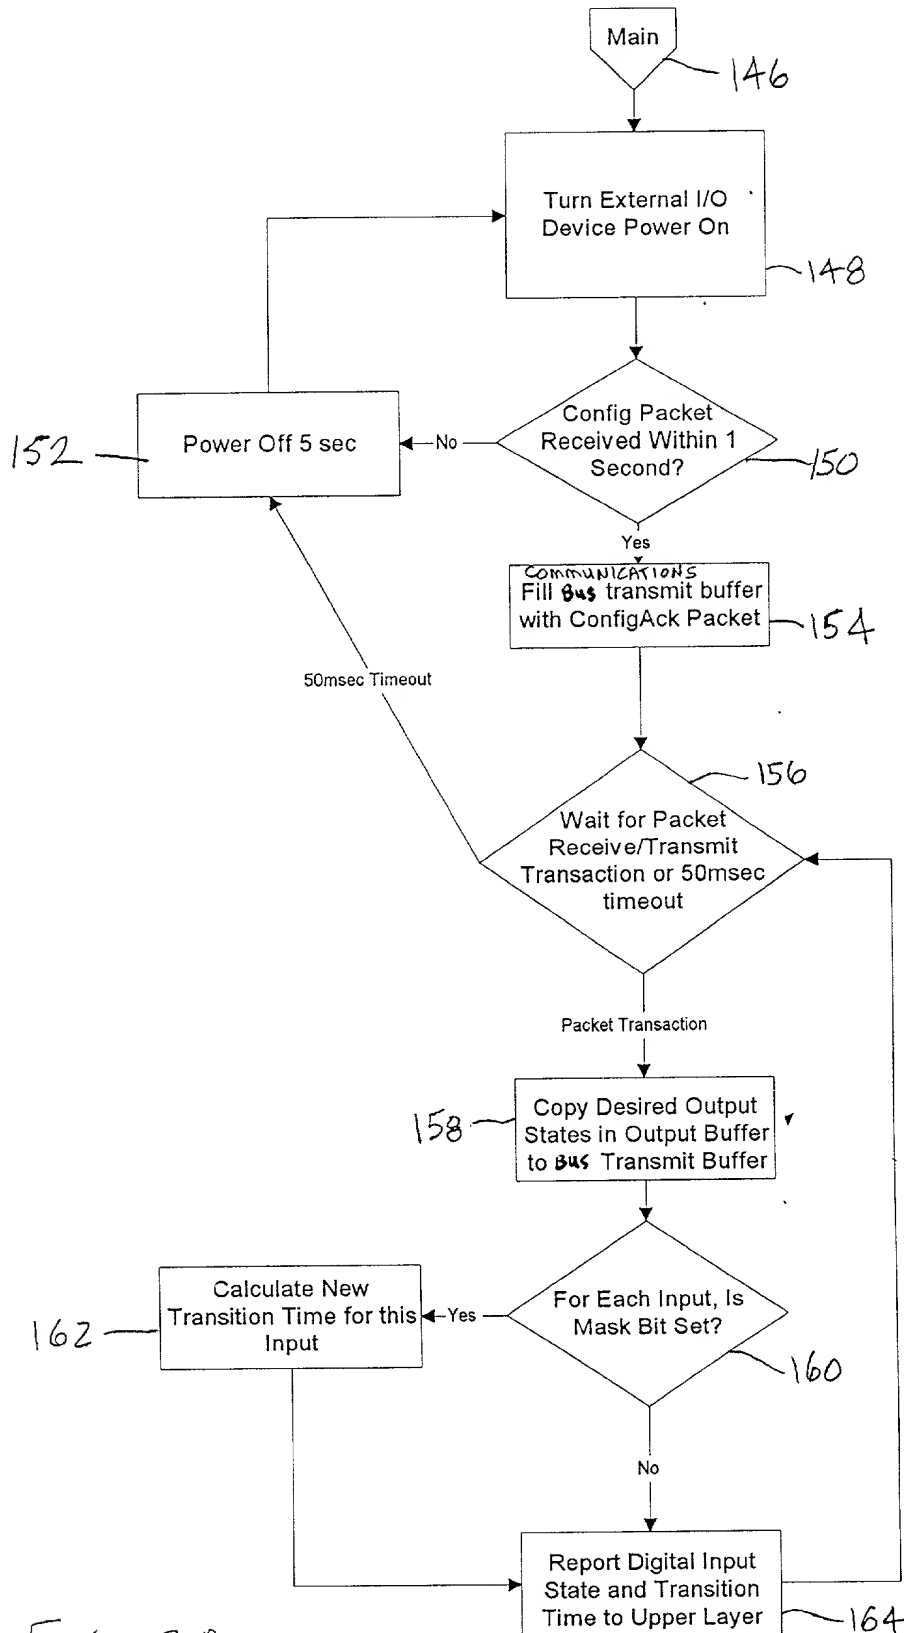 Main
146
Turn External I/O
Device Power On
148
Config Packet
Received Within 1
Second?
150
No
Power Off 5 sec
152
Yes
COMMUNICATIONS
Fill Bus transmit buffer
with ConfigAck Packet
154
50msec Timeout
156
Wait for Packet
Receive/Transmit
Transaction or 50msec
timeout
Packet Transaction
158
Copy Desired Output
States in Output Buffer
to Bus Transmit Buffer
For Each Input, Is
Mask Bit Set?
160
Yes
Calculate New
Transition Time for this
Input
162
No
Report Digital Input
State and Transition
Time to Upper Layer
164